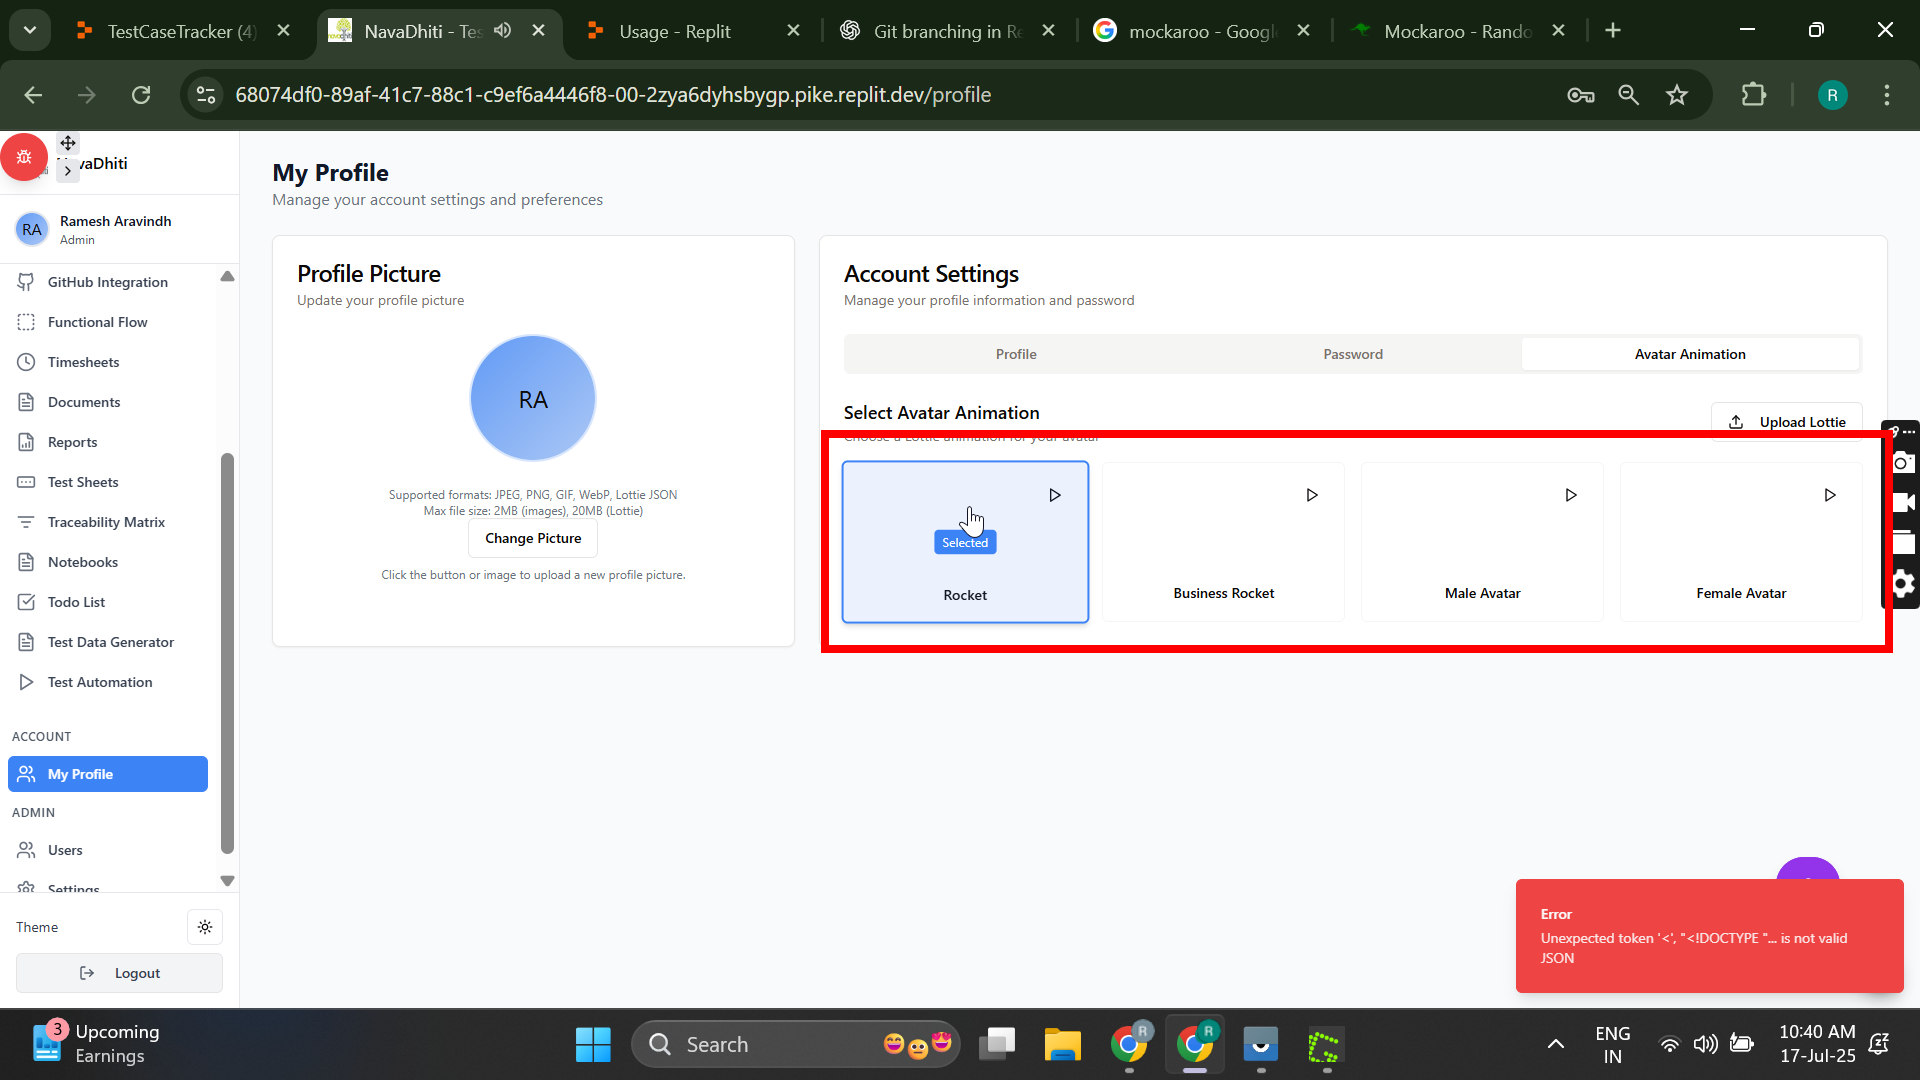 TestCaseTracker (4)
NavaDhiti - Tes
Usage - Replit
Git branching in Re
mockaroo - Googl
Mockaroo - Rando
68074df0-89af-41c7-88c1-c9ef6a4446f8-00-2zya6dyhsbygp.pike.replit.dev/profile
R
vaDhiti
RA
Ramesh Aravindh
Admin
GitHub Integration
Functional Flow
Timesheets
Documents
Reports
Test Sheets
Traceability Matrix
Notebooks
Todo List
Test Data Generator
Test Automation
ACCOUNT
My Profile
ADMIN
Users
Settings
Theme
Logout
My Profile
Manage your account settings and preferences
Profile Picture
Update your profile picture
RA
Supported formats: JPEG, PNG, GIF, WebP, Lottie JSON
Max file size: 2MB (images), 20MB (Lottie)
Change Picture
Click the button or image to upload a new profile picture.
Account Settings
Manage your profile information and password
Profile
Password
Avatar Animation
Select Avatar Animation
Choose a Lottie animation for your avatar
Upload Lottie
Selected
Rocket
Business Rocket
Male Avatar
Female Avatar
Error
Unexpected token '<', "<!DOCTYPE "... is not valid
JSON
3
Upcoming
Earnings
Search
R
R
ENG
IN
10:40 AM
17-Jul-25